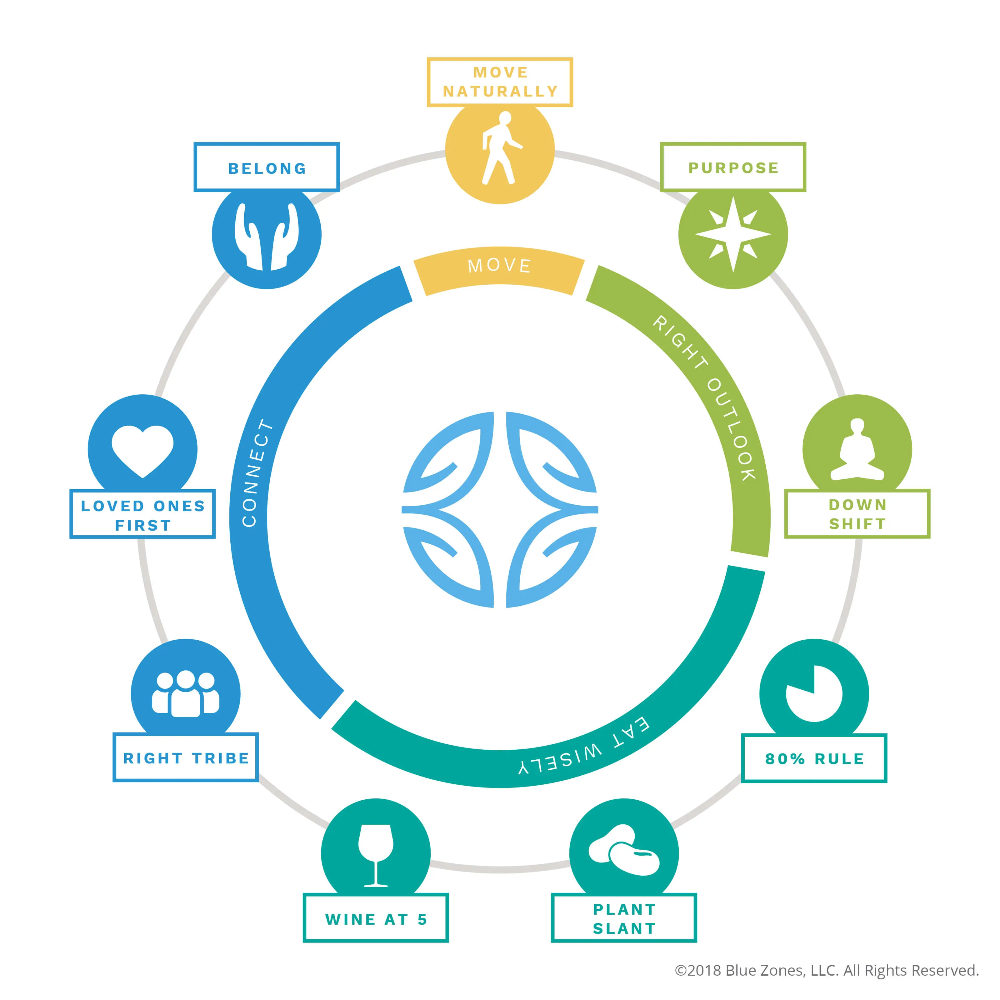 MOVE
NATURALLY
BELONG
PURPOSE
MOVE
RIGHT OUTLOOK
CONNECT
LOVED ONES
FIRST
DOWN
SHIFT
RIGHT TRIBE
80% RULE
EAT WISELY
WINE AT 5
PLANT
SLANT
©2018 Blue Zones, LLC. All Rights Reserved.